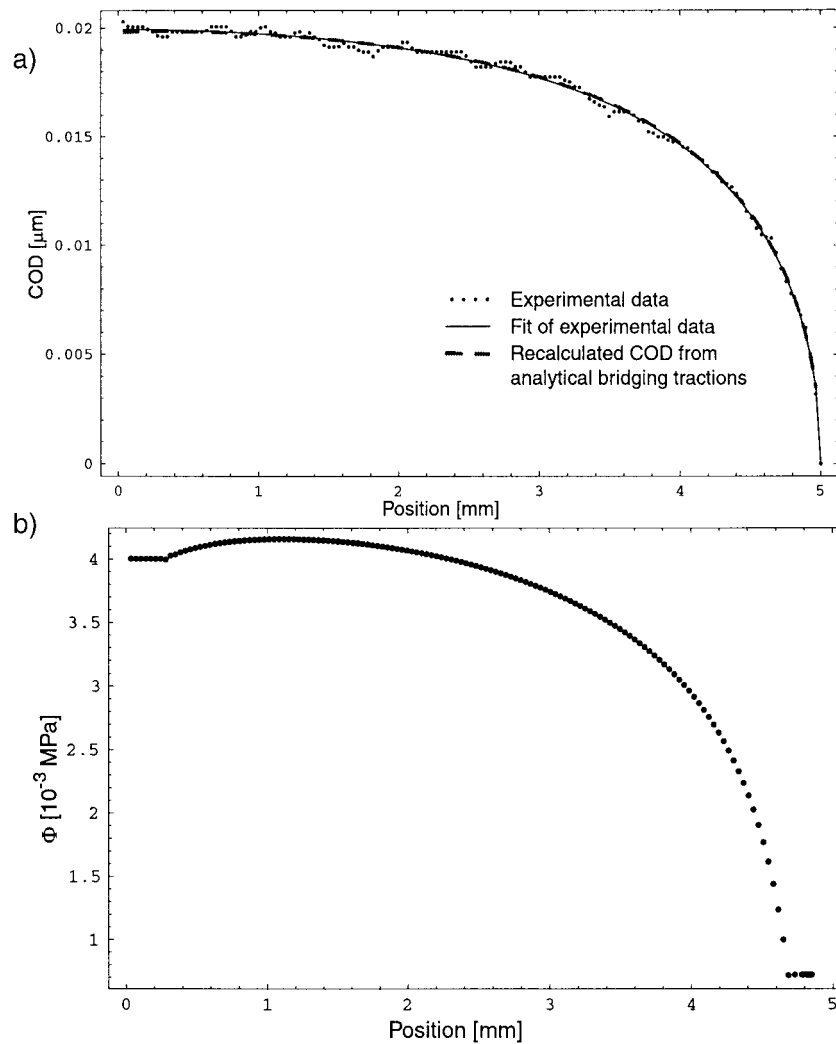 a)
0.02
0.015
0.01
0.005
0
COD [μm]
Experimental data
Fit of experimental data
Recalculated COD from
analytical bridging tractions
0 1 2 3 4 5
Position [mm]
b)
4
3.5
3
2.5
2
1.5
1
Φ [10⁻³ MPa]
0 1 2 3 4 5
Position [mm]